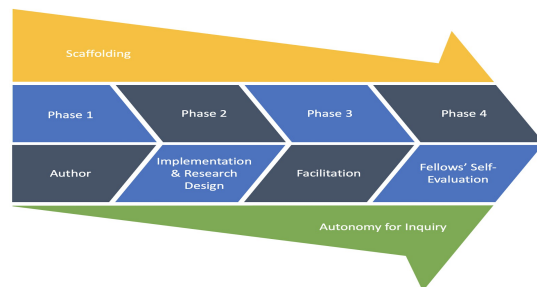 Scaffolding
Phase 1
Phase 2
Phase 3
Phase 4
Author
Implementation
& Research
Design
Facilitation
Fellows' Self-
Evaluation
Autonomy for Inquiry